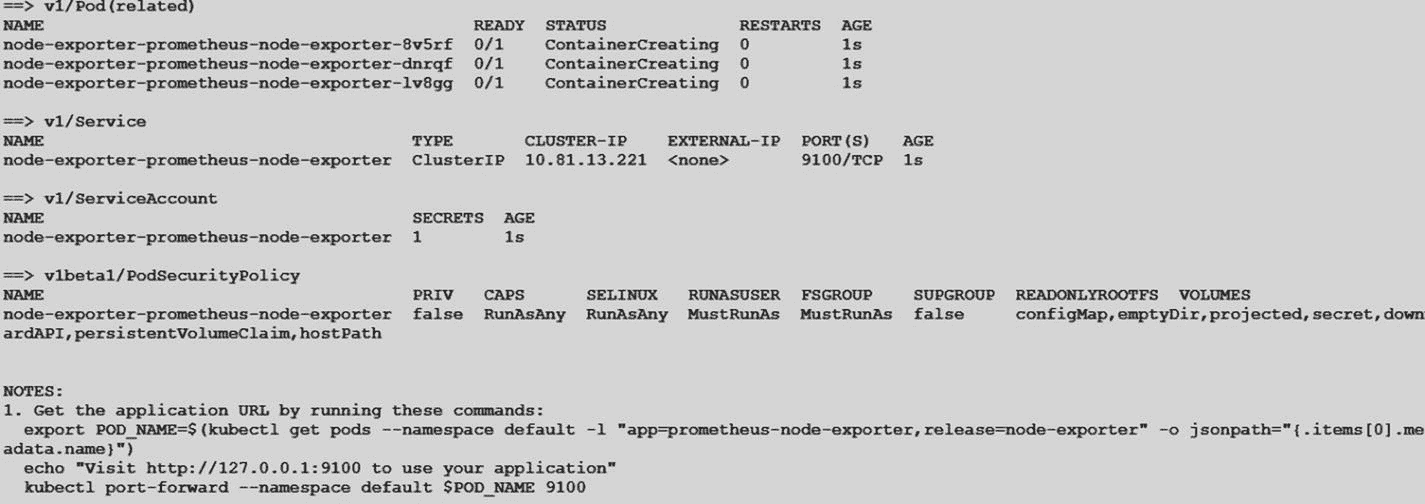 ==> v1/Pod(related)
NAME READY STATUS RESTARTS AGE
node-exporter-prometheus-node-exporter-8v5rf 0/1 ContainerCreating 0 1s
node-exporter-prometheus-node-exporter-dnrqf 0/1 ContainerCreating 0 1s
node-exporter-prometheus-node-exporter-lv8gg 0/1 ContainerCreating 0 1s
==> v1/Service
NAME TYPE CLUSTER-IP EXTERNAL-IP PORT(S) AGE
node-exporter-prometheus-node-exporter ClusterIP 10.81.13.221 <none> 9100/TCP 1s
==> v1/ServiceAccount
NAME SECRETS AGE
node-exporter-prometheus-node-exporter 1 1s
==> v1beta1/PodSecurityPolicy
NAME PRIV CAPS SELINUX RUNASUSER FSGROUP SUPGROUP READONLYROOTFS VOLUMES
node-exporter-prometheus-node-exporter false RunAsAny RunAsAny MustRunAs MustRunAs false configMap,emptyDir,projected,secret,down
ardAPI,persistentVolumeClaim,hostPath
NOTES:
1. Get the application URL by running these commands:
export POD_NAME=$(kubectl get pods --namespace default -l "app=prometheus-node-exporter,release=node-exporter" -o jsonpath="{.items[0].me
adata.name}")
echo "Visit http://127.0.0.1:9100 to use your application"
kubectl port-forward --namespace default $POD_NAME 9100